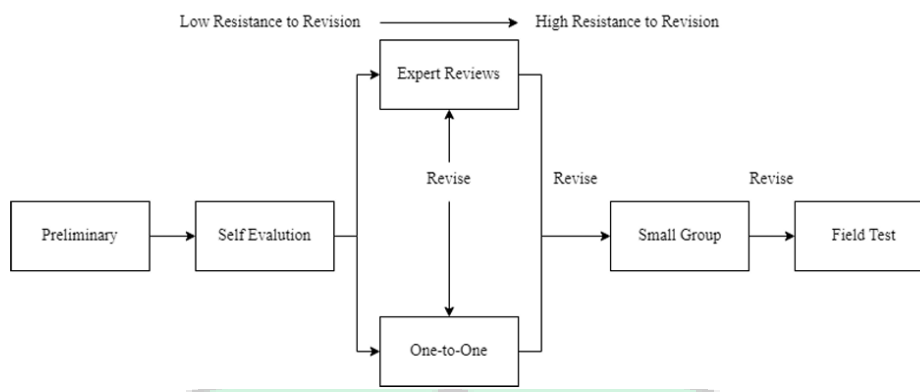 Low Resistance to Revision
High Resistance to Revision
Expert Reviews
Revise
Revise
Revise
Preliminary
Self Evalution
Small Group
Field Test
One-to-One